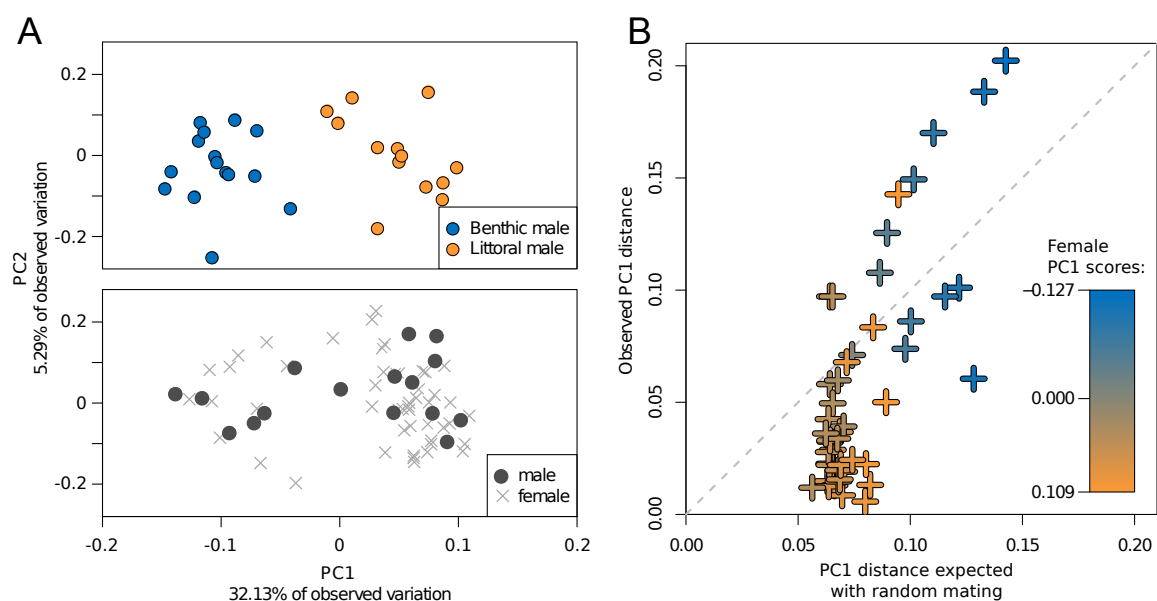 A
0.2
0
-0.2
Benthic male
Littoral male
PC2
5.29% of observed variation
0.2
0
-0.2
male
female
-0.2
-0.1
0
0.1
0.2
PC1
32.13% of observed variation
B
Observed PC1 distance
0.20
0.15
0.10
0.05
0.00
Female
PC1 scores:
−0.127
0.000
0.109
0.00
0.05
0.10
0.15
0.20
PC1 distance expected
with random mating